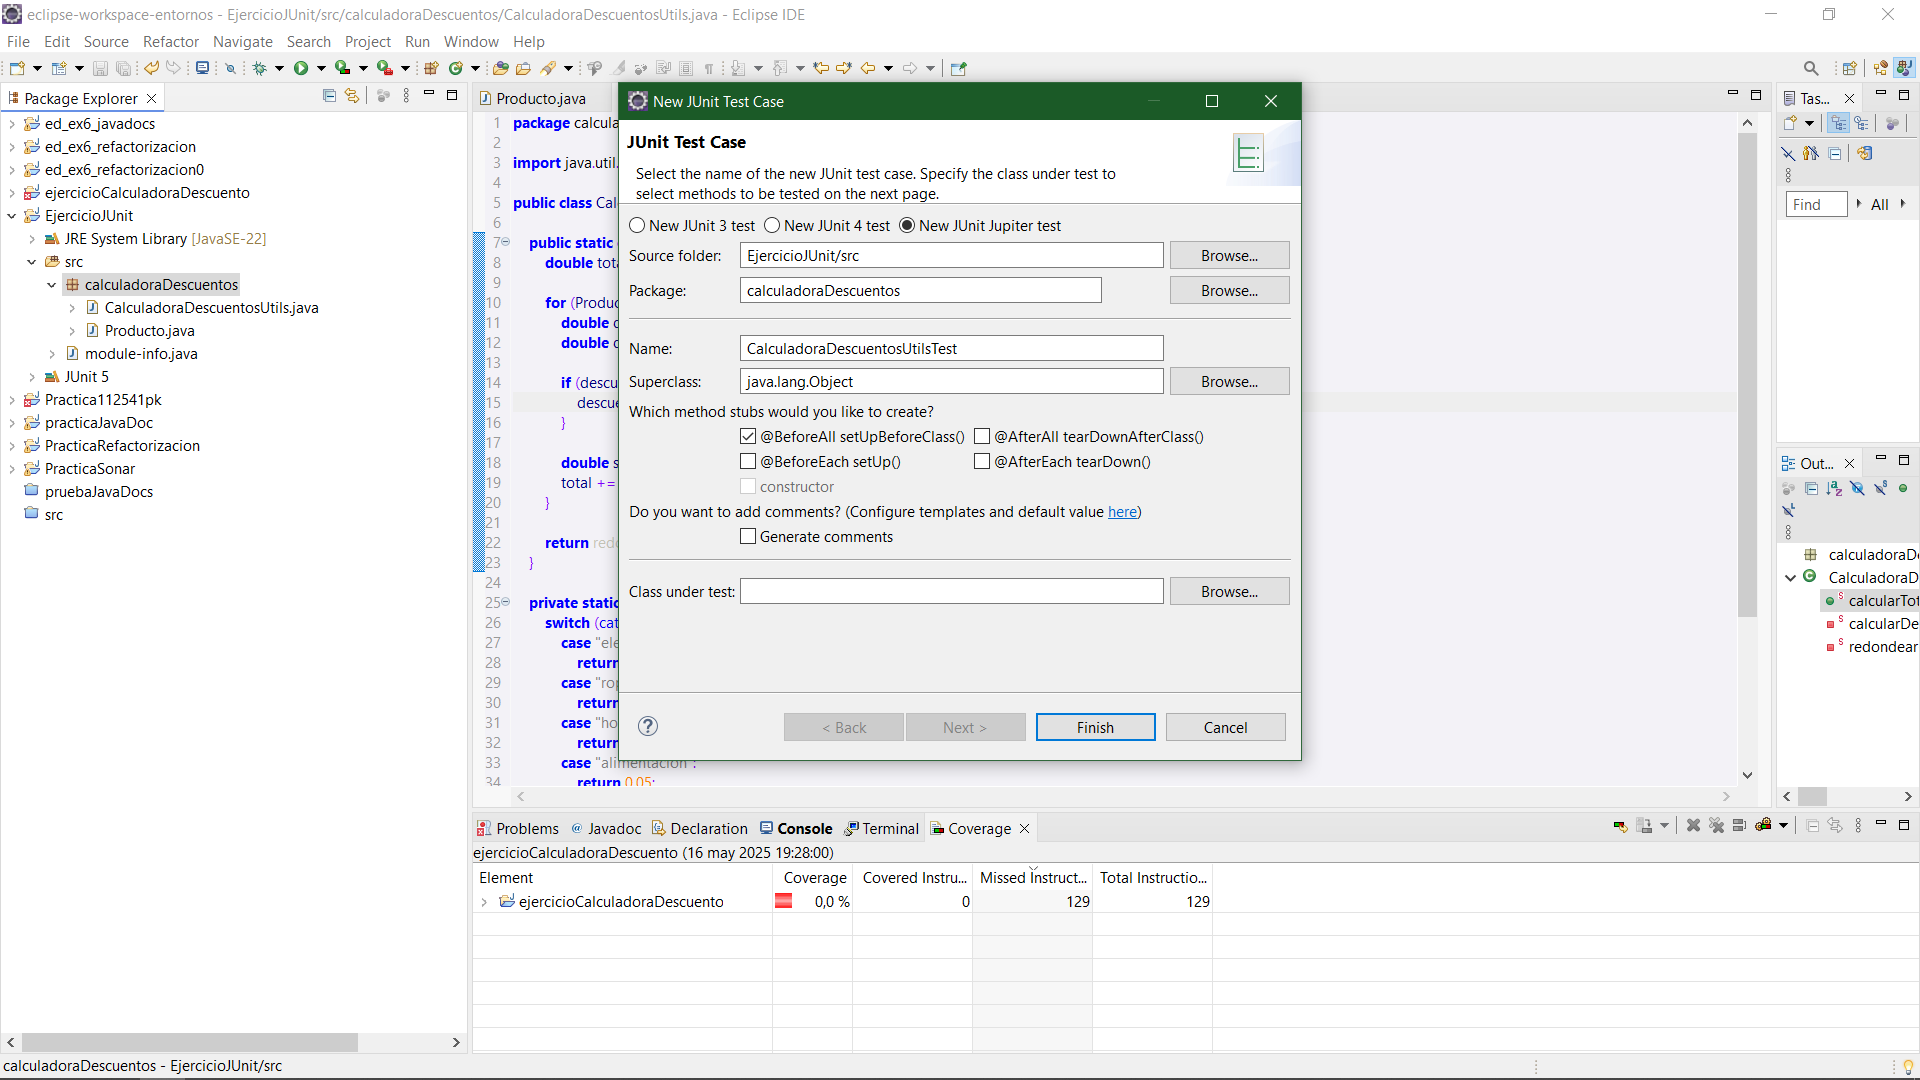 eclipse-workspace-entornos - EjercicioJUnit/src/calculadoraDescuentos/CalculadoraDescuentosUtils.java - Eclipse IDE
File Edit Source Refactor Navigate Search Project Run Window Help
Package Explorer
ed_ex6_javadocs
ed_ex6_refactorizacion
ed_ex6_refactorizacion0
ejercicioCalculadoraDescuento
EjercicioJUnit
JRE System Library [JavaSE-22]
src
calculadoraDescuentos
CalculadoraDescuentosUtils.java
Producto.java
module-info.java
JUnit 5
Practica112541pk
practicaJavaDoc
PracticaRefactorizacion
PracticaSonar
pruebaJavaDocs
src
Producto.java
1 package calcula
2
3 import java.util.
4
5 public class Cal
6
7 public static
8 double tota
9
10 for (Produc
11 double d
12 double d
13
14 if (descu
15 descue
16 }
17
18 double s
19 total +=
20 }
21
22 return redo
23 }
24
25 private static
26 switch (cat
27 case "ele
28 return
29 case "rop
30 return
31 case "ho
32 return
33 case "alimentacion":
34 return 0.05;
New JUnit Test Case
JUnit Test Case
Select the name of the new JUnit test case. Specify the class under test to
select methods to be tested on the next page.
New JUnit 3 test New JUnit 4 test New JUnit Jupiter test
Source folder: EjercicioJUnit/src Browse...
Package: calculadoraDescuentos Browse...
Name: CalculadoraDescuentosUtilsTest
Superclass: java.lang.Object Browse...
Which method stubs would you like to create?
@BeforeAll setUpBeforeClass() @AfterAll tearDownAfterClass()
@BeforeEach setUp() @AfterEach tearDown()
constructor
Do you want to add comments? (Configure templates and default value here)
Generate comments
Class under test: Browse...
< Back Next > Finish Cancel
Tas...
Find All
Out...
calculadoraDe
CalculadoraD
calcularTot
calcularDe
redondear
Problems Javadoc Declaration Console Terminal Coverage
ejercicioCalculadoraDescuento (16 may 2025 19:28:00)
Element Coverage Covered Instru... Missed Instruct... Total Instructio...
ejercicioCalculadoraDescuento 0,0 % 0 129 129
calculadoraDescuentos - EjercicioJUnit/src